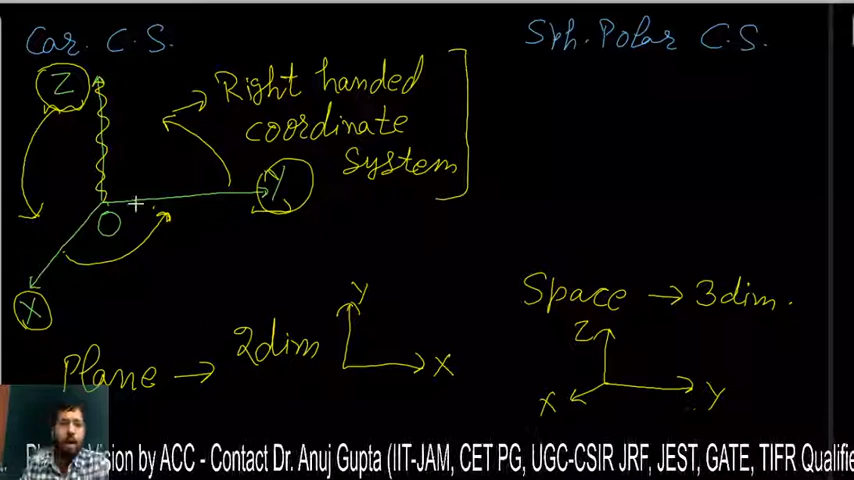 Car. C.S.
Sph. Polar C.S.
Z
Right handed
coordinate
System
Y
O
X
Plane → 2dim
Y
X
Space → 3dim.
Z
X
Y
Vision by ACC - Contact Dr. Anuj Gupta (IIT-JAM, CET PG, UGC-CSIR JRF, JEST, GATE, TIFR Qualifie